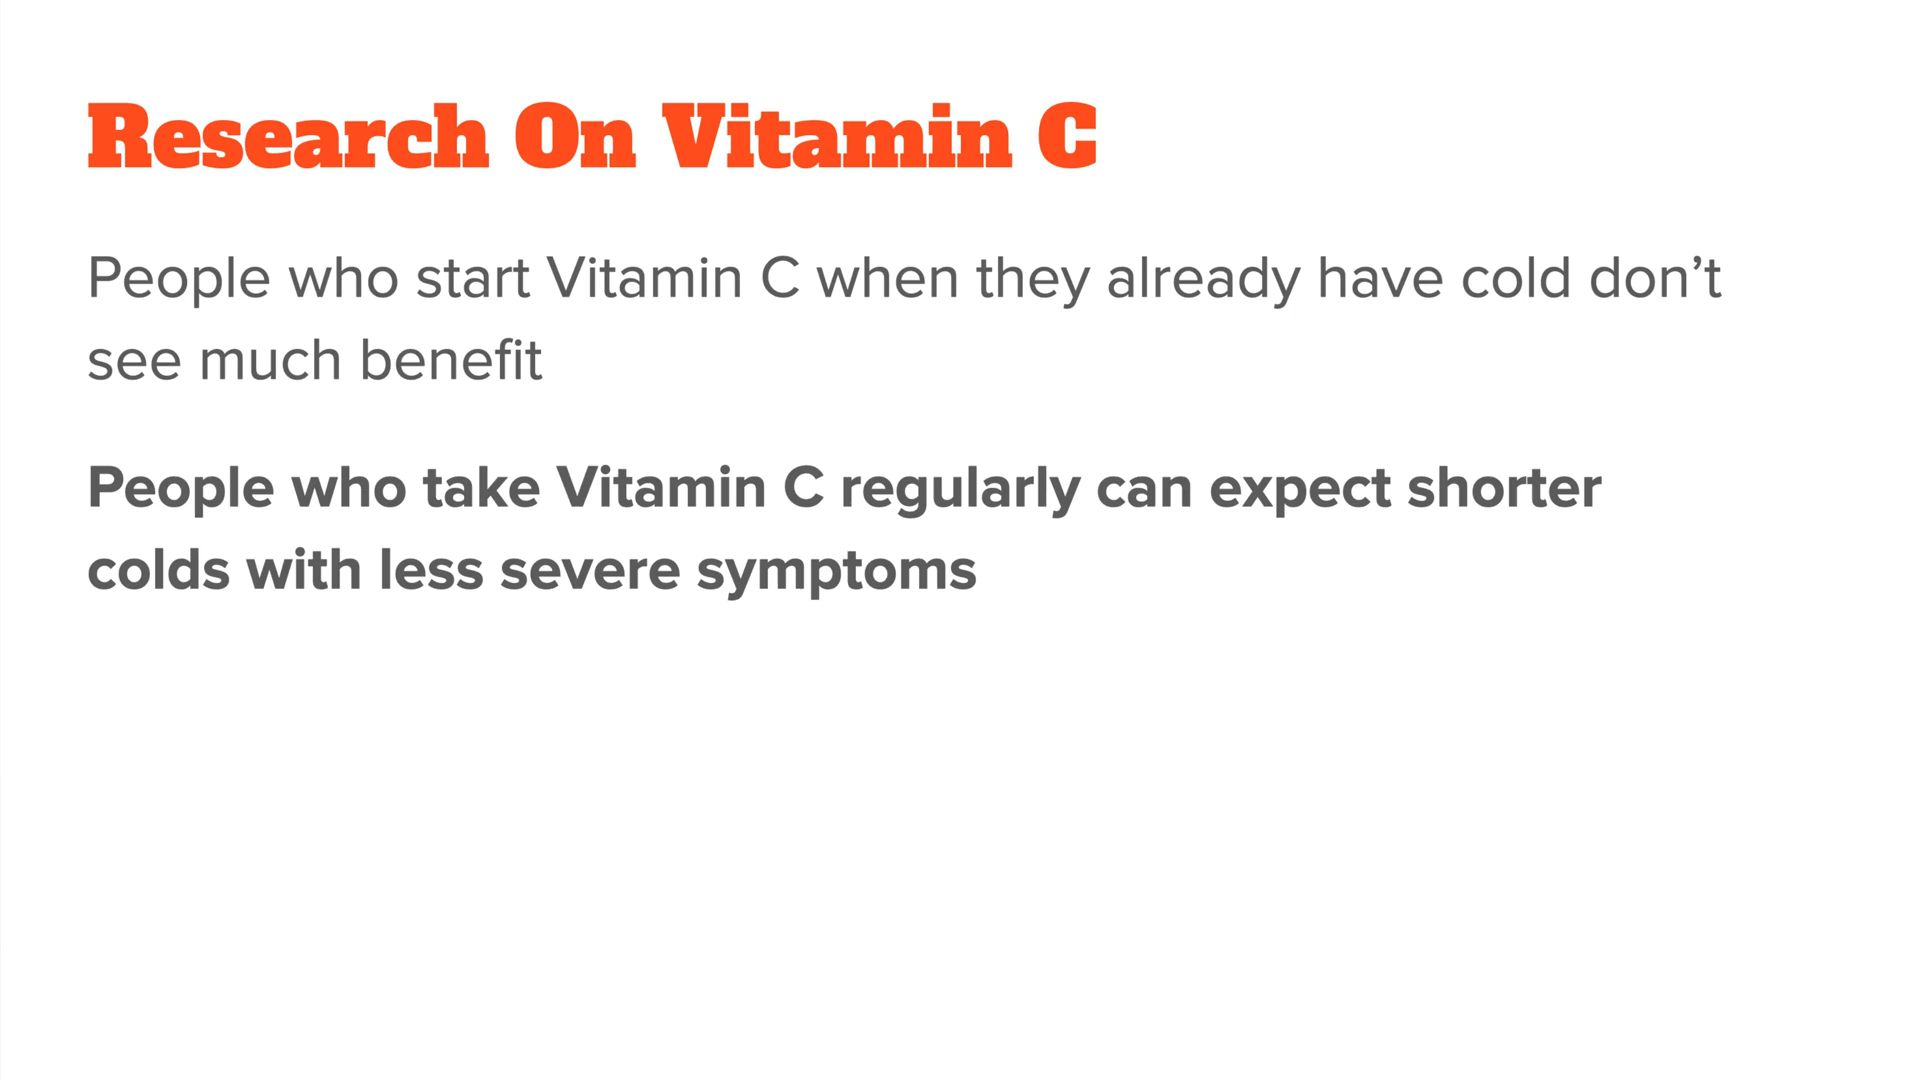 Research On Vitamin C
People who start Vitamin C when they already have cold don’t
see much benefit
People who take Vitamin C regularly can expect shorter
colds with less severe symptoms